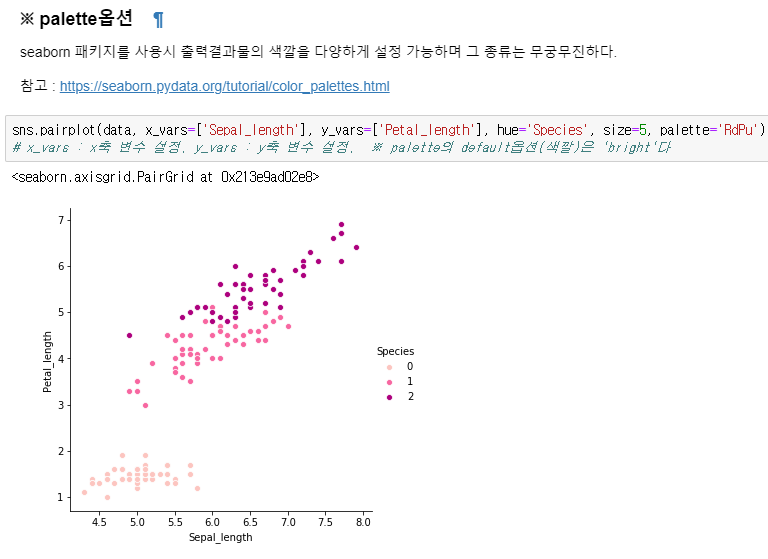 ※ palette옵션 ¶
seaborn 패키지를 사용시 출력결과물의 색깔을 다양하게 설정 가능하며 그 종류는 무궁무진하다.
참고 : https://seaborn.pydata.org/tutorial/color_palettes.html
sns.pairplot(data, x_vars=['Sepal_length'], y_vars=['Petal_length'], hue='Species', size=5, palette='RdPu')
# x_vars : x축 변수 설정, y_vars : y축 변수 설정, ※ palette의 default옵션(색깔)은 'bright'다
<seaborn.axisgrid.PairGrid at 0x213e9ad02e8>
7
6
5
4
3
2
1
Petal_length
Species
0
1
2
4.5 5.0 5.5 6.0 6.5 7.0 7.5 8.0
Sepal_length